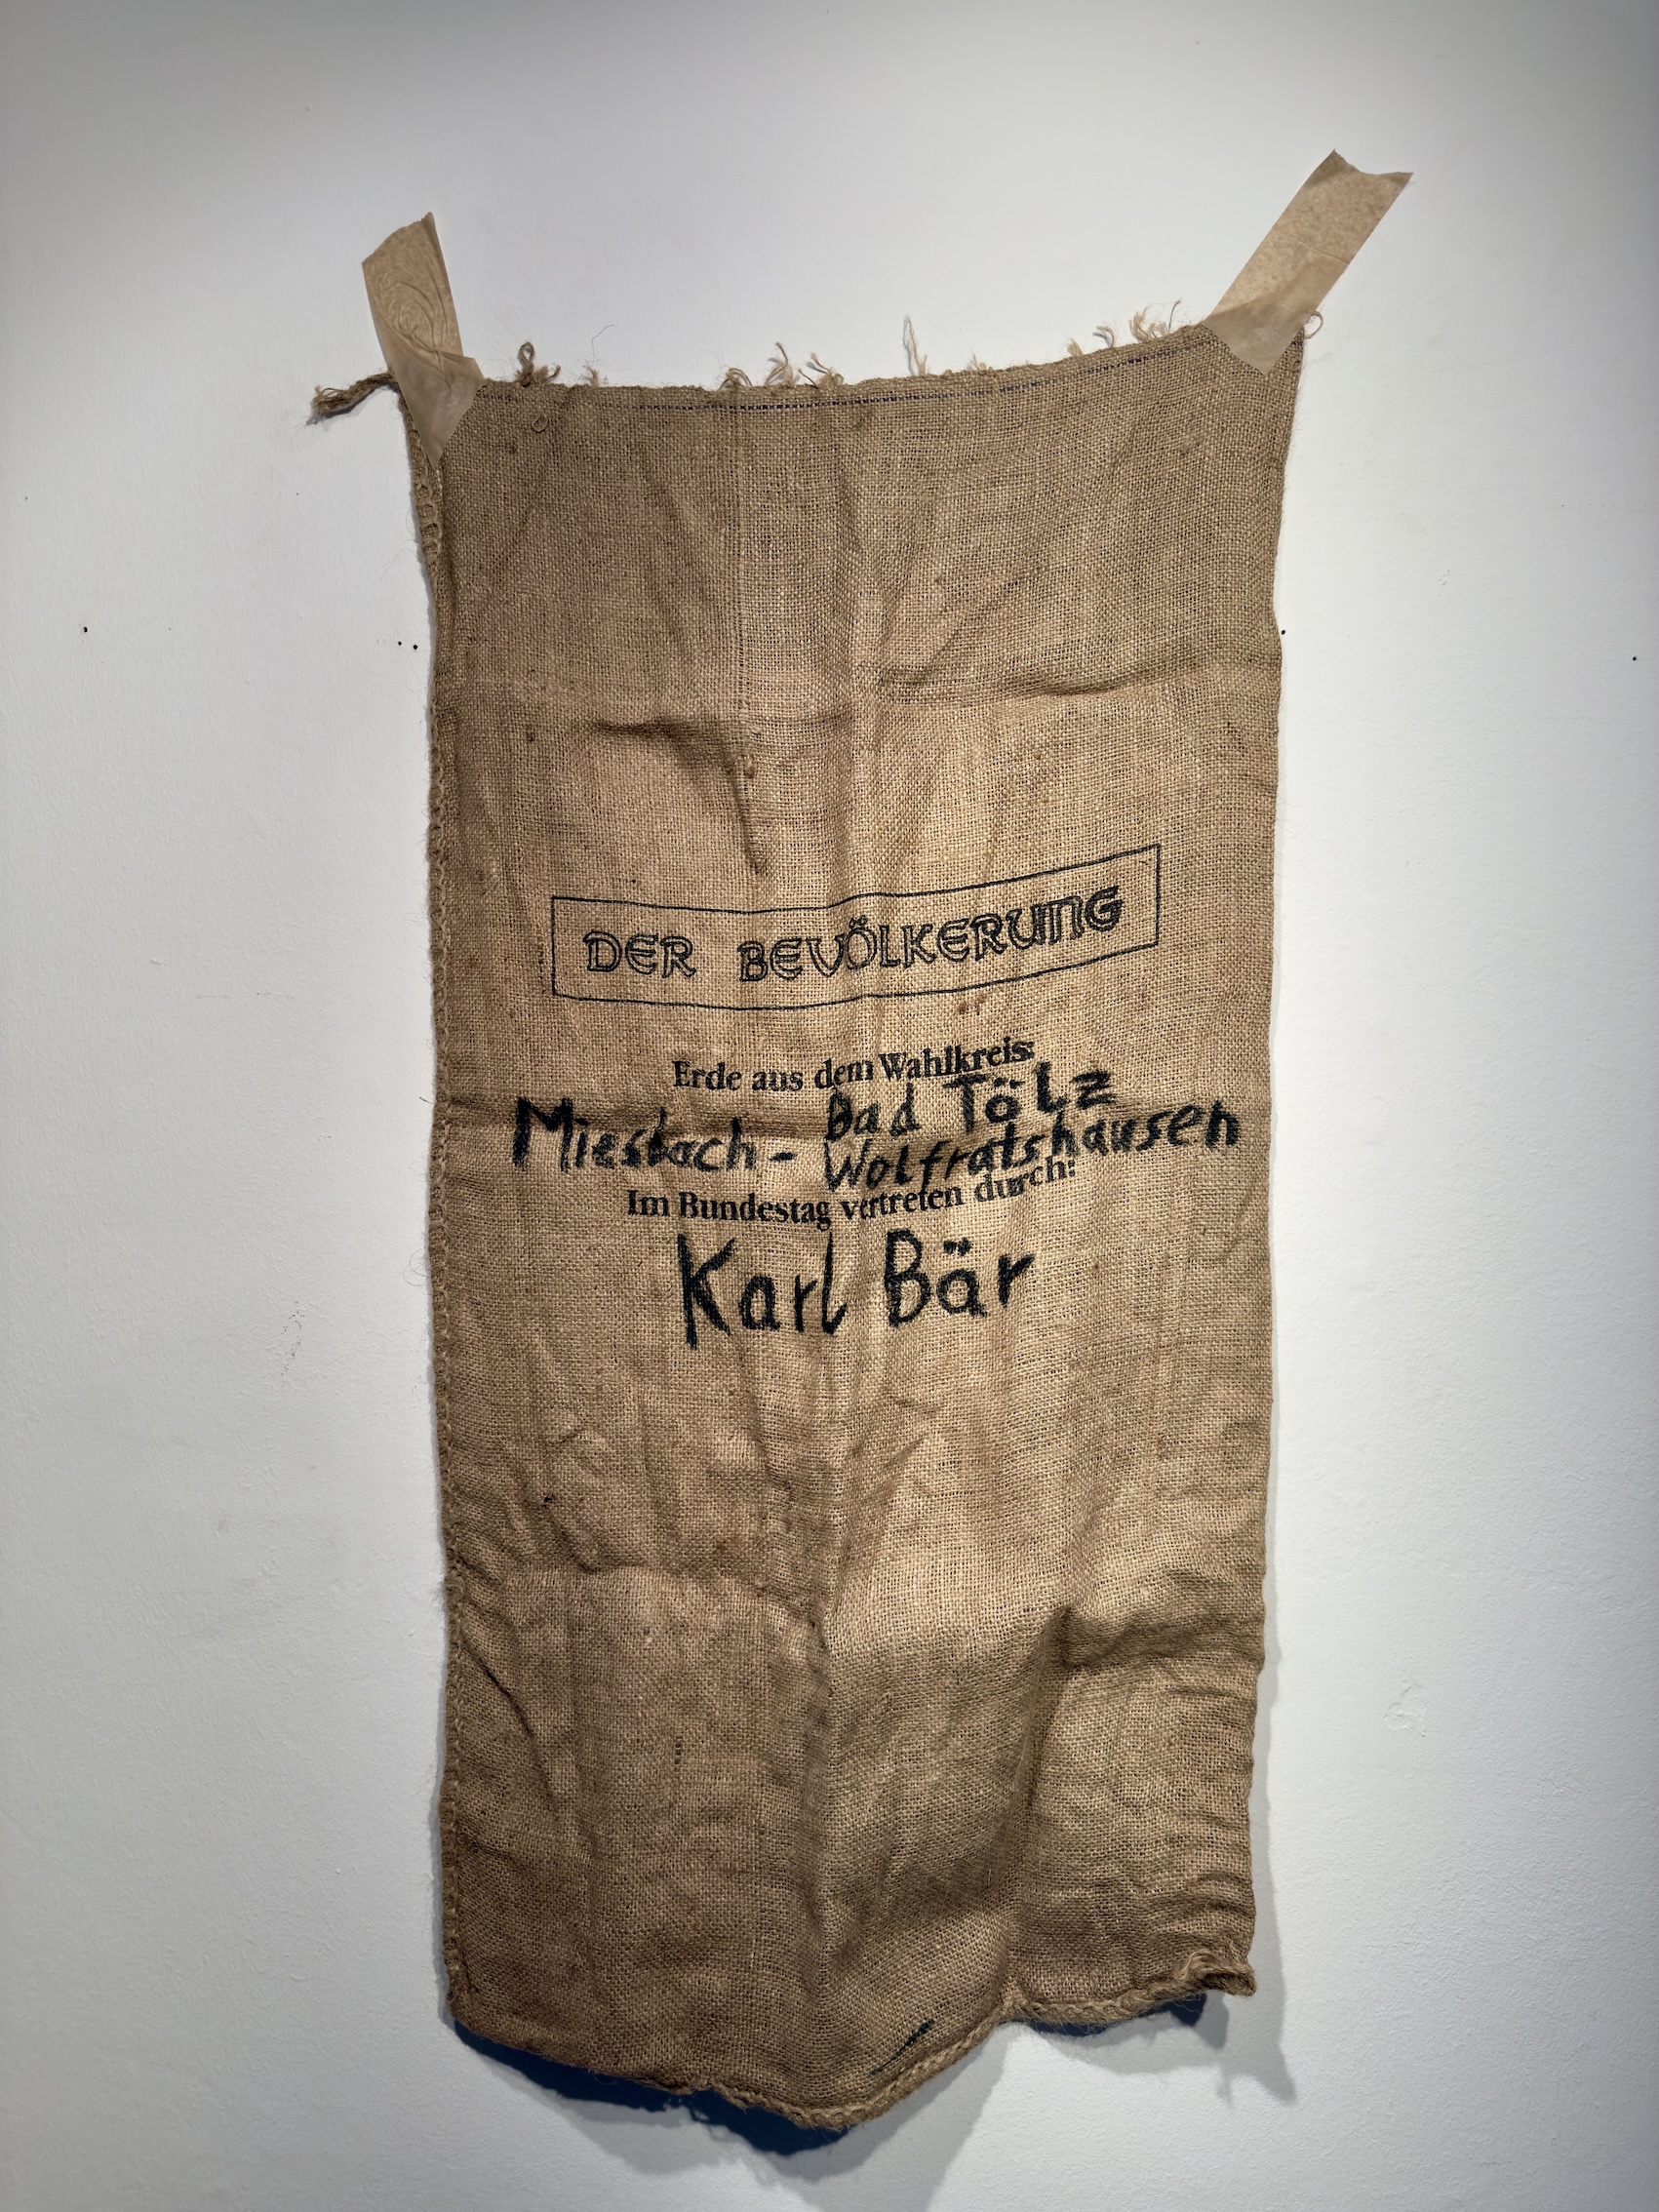 DER BEVÖLKERUNG
Erde aus dem Wahlkreis:
Bad Tölz
Miesbach - Wolfratshausen
Im Bundestag vertreten durch:
Karl Bär